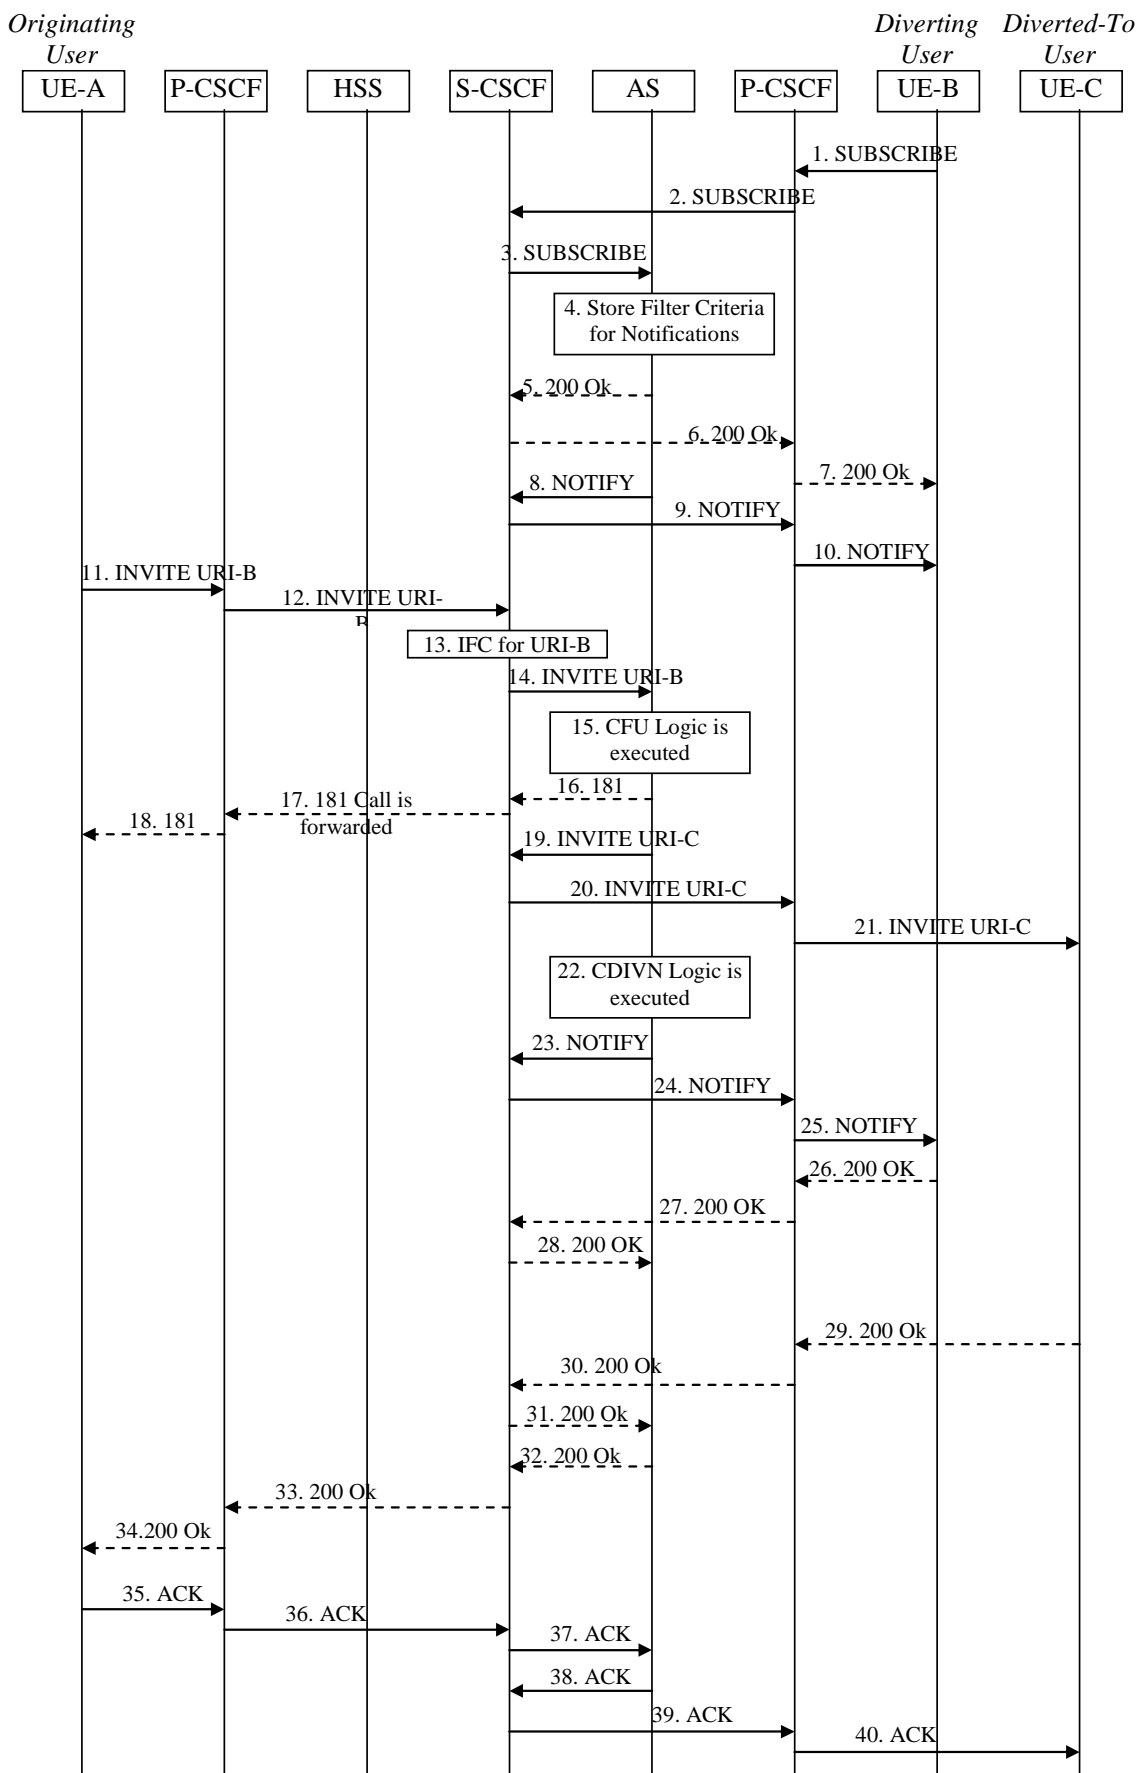 Originating
User
Diverting
User
Diverted-To
User
UE-A
P-CSCF
HSS
S-CSCF
AS
P-CSCF
UE-B
UE-C
1. SUBSCRIBE
2. SUBSCRIBE
3. SUBSCRIBE
4. Store Filter Criteria
for Notifications
5. 200 Ok
6. 200 Ok
7. 200 Ok
8. NOTIFY
9. NOTIFY
10. NOTIFY
11. INVITE URI-B
12. INVITE URI-
B
13. IFC for URI-B
14. INVITE URI-B
15. CFU Logic is
executed
16. 181
17. 181 Call is
forwarded
18. 181
19. INVITE URI-C
20. INVITE URI-C
21. INVITE URI-C
22. CDIVN Logic is
executed
23. NOTIFY
24. NOTIFY
25. NOTIFY
26. 200 OK
27. 200 OK
28. 200 OK
29. 200 Ok
30. 200 Ok
31. 200 Ok
32. 200 Ok
33. 200 Ok
34.200 Ok
35. ACK
36. ACK
37. ACK
38. ACK
39. ACK
40. ACK